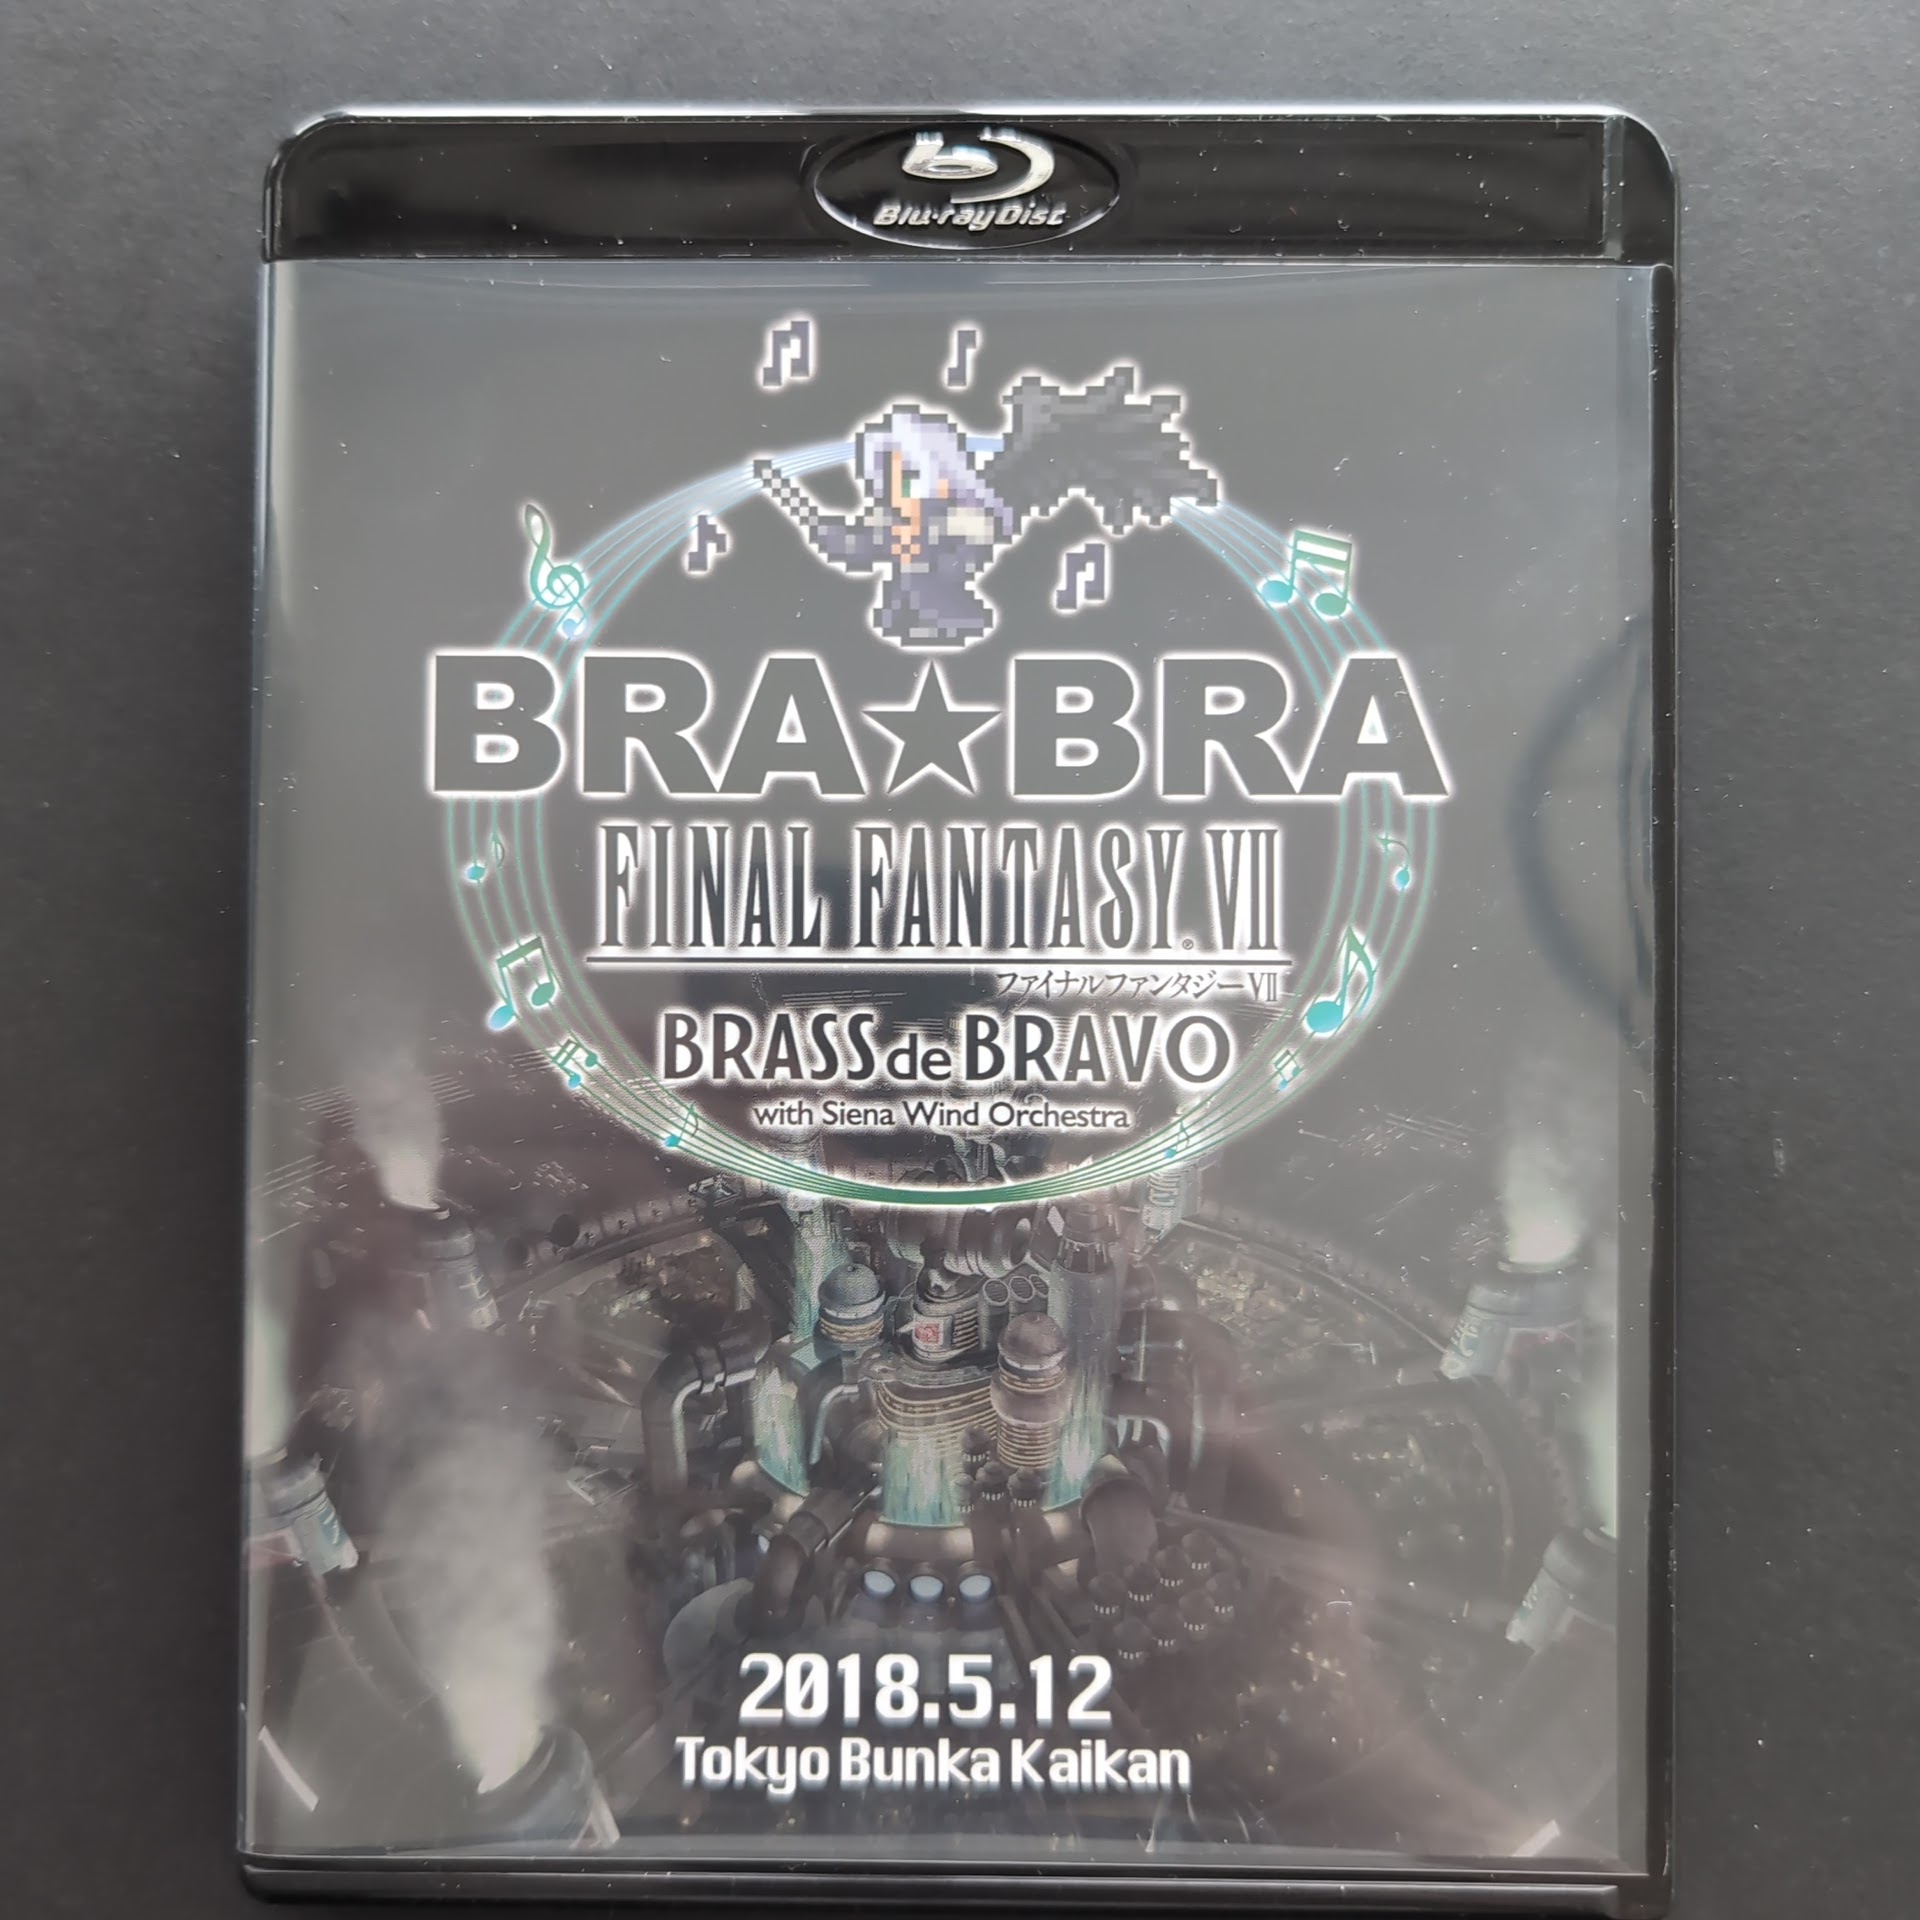 Blu-ray Disc
BRA★BRA
FINAL FANTASY® VII
ファイナルファンタジーVII
BRASS de BRAVO
with Siena Wind Orchestra
2018.5.12
Tokyo Bunka Kaikan